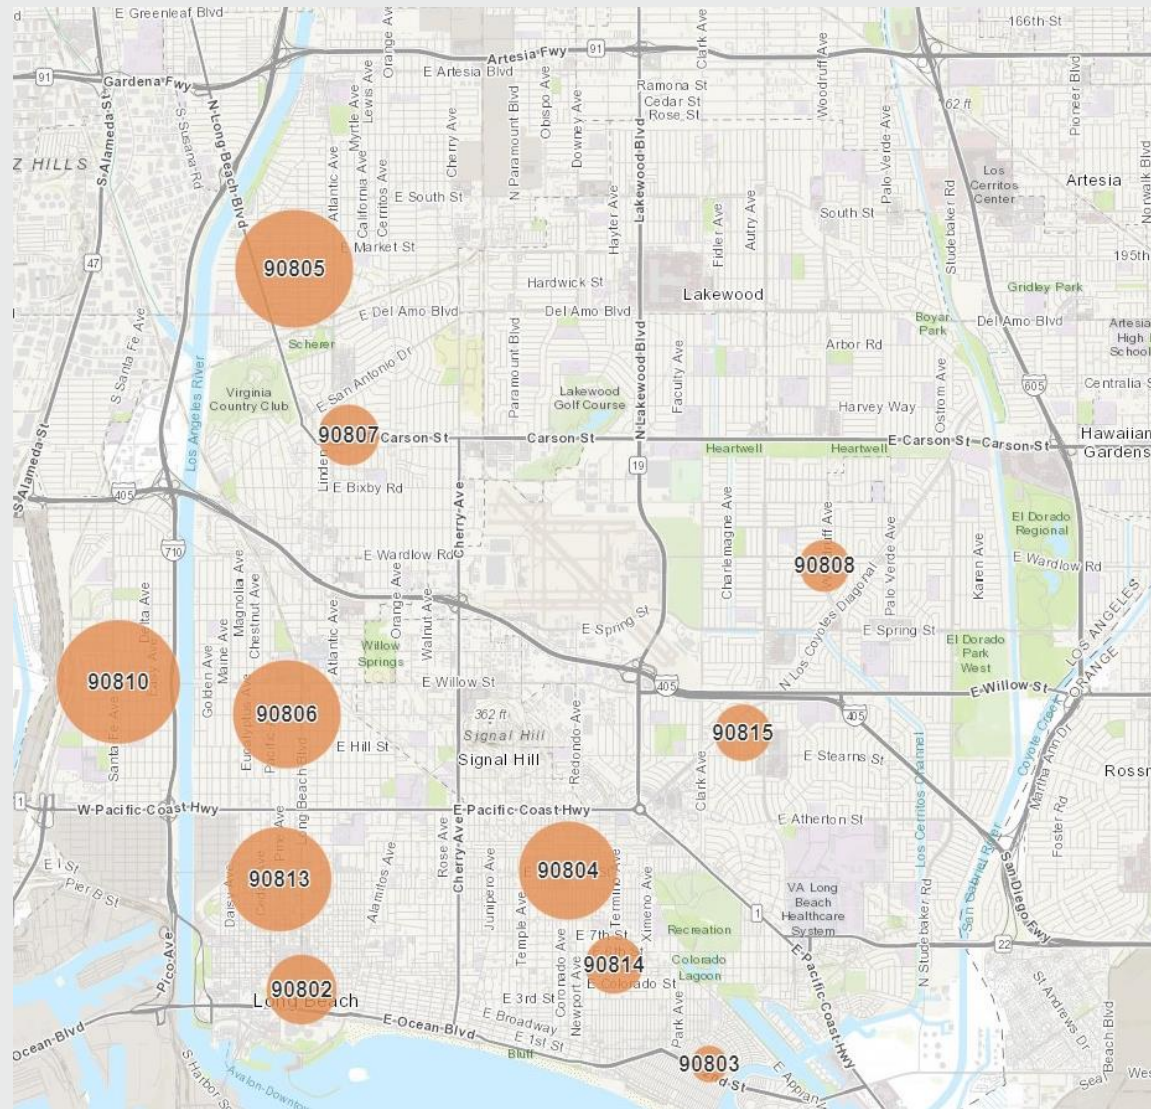 E Greenleaf Blvd
166th St
Orange Ave
Clark Ave
Artesia Fwy
91
91
Gardena Fwy
E Artesia Blvd
Lewis Ave
Myrtle Ave
Obispo Ave
Downey Ave
Ramona St
Cedar St
Rose St
Woodruff Ave
62 ft
Pioneer Blvd
S Alameda St
S Susana Rd
N Long Beach Blvd
Cherry Ave
N Paramount Blvd
Lakewood Blvd
Palo Verde Ave
Z HILLS
Los
Cerritos
Center
Artesia
Norwalk Blvd
Atlantic Ave
California Ave
Cerritos Ave
E South St
Hayter Ave
Fidler Ave
Autry Ave
South St
Studebaker Rd
47
E Market St
195th
90805
Hardwick St
Lakewood
Gridley Park
E Del Amo Blvd
Del Amo Blvd
Boyar
Park
Del Amo Blvd
Artesia
High
School
Scherer
Arbor Rd
S Santa Fe Ave
E San Antonio Dr
Paramount Blvd
N Lakewood Blvd
Faculty Ave
Ostrom Ave
605
Centralia S
Virginia
Country Club
Lakewood
Golf Course
Harvey Way
Los Angeles River
90807
Carson St
Carson St
E Carson St
Carson St
Hawaiian
Gardens
Heartwell
Heartwell
S Alameda St
405
Linden
E Bixby Rd
19
Cherry Ave
Charlemagne Ave
El Dorado
Regional
710
E Wardlow Rd
90808
Palo Verde Ave
Karen Ave
E Wardlow Rd
Magnolia Ave
Chestnut Ave
Orange Ave
Walnut Ave
E Spring St
N Los Coyotes Diagonal
E Spring St
LOS ANGELES
ORANGE
Golden Ave
Maine Ave
Atlantic Ave
Willow
Springs
El Dorado
Park
West
90810
E Willow St
405
E Willow St
405
Santa Fe Ave
90806
362 ft
Signal Hill
Redondo Ave
90815
Coyote Creek
Martha Ann Dr
E Hill St
Signal Hill
Clark Ave
E Stearns St
Los Cerritos Channel
Rossm
1
W Pacific Coast Hwy
E Pacific Coast Hwy
E Atherton St
Foster Rd
E I St
Pier B St
90813
Alamitos Ave
Rose Ave
Cherry Ave
Junipero Ave
90804
Termino Ave
Ximeno Ave
VA Long
Beach
Healthcare
System
San Gabriel River
San Diego Fwy
Temple Ave
E 7th St
Recreation
1
22
Pico Ave
90814
Coronado Ave
Newport Ave
Colorado
Lagoon
E Pacific Coast Hwy
N Studebaker Rd
90802
Long Beach
E 3rd St
E Colorado St
St Andrews Dr
E Broadway
E 1st St
Park Ave
Ocean Blvd
E Ocean Blvd
Bluff
90803
Seal Beach Blvd
Wes